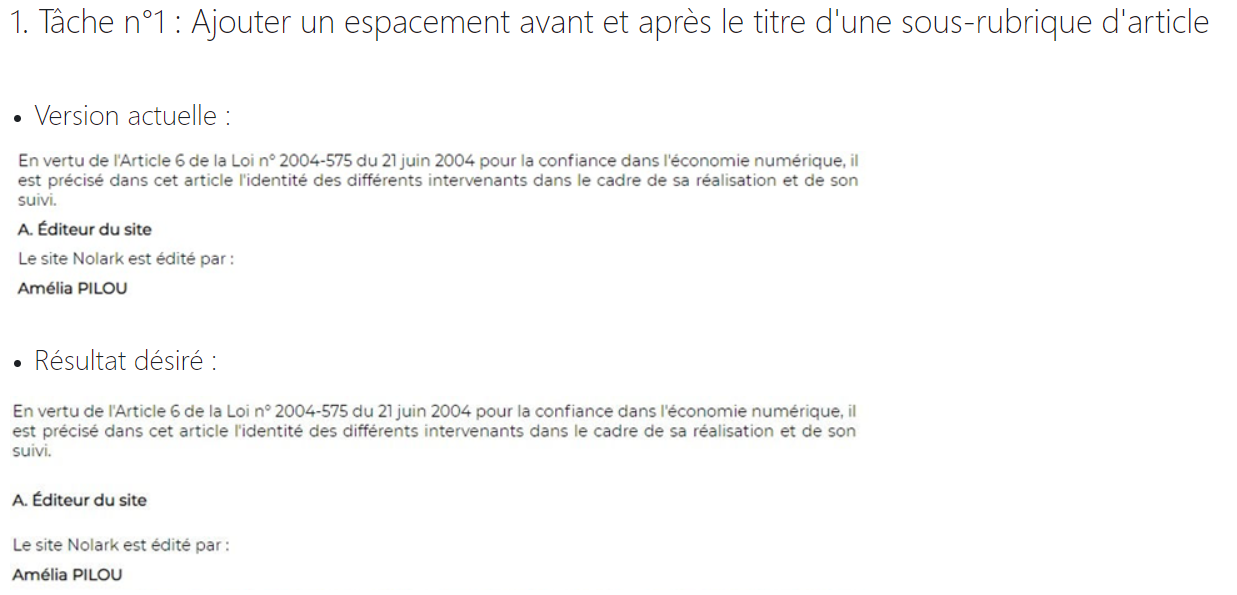 1. Tâche n°1 : Ajouter un espacement avant et après le titre d'une sous-rubrique d'article
• Version actuelle :
En vertu de l'Article 6 de la Loi n° 2004-575 du 21 juin 2004 pour la confiance dans l'économie numérique, il
est précisé dans cet article l'identité des différents intervenants dans le cadre de sa réalisation et de son
suivi.
A. Éditeur du site
Le site Nolark est édité par :
Amélia PILOU
• Résultat désiré :
En vertu de l'Article 6 de la Loi n° 2004-575 du 21 juin 2004 pour la confiance dans l'économie numérique, il
est précisé dans cet article l'identité des différents intervenants dans le cadre de sa réalisation et de son
suivi.
A. Éditeur du site
Le site Nolark est édité par :
Amélia PILOU